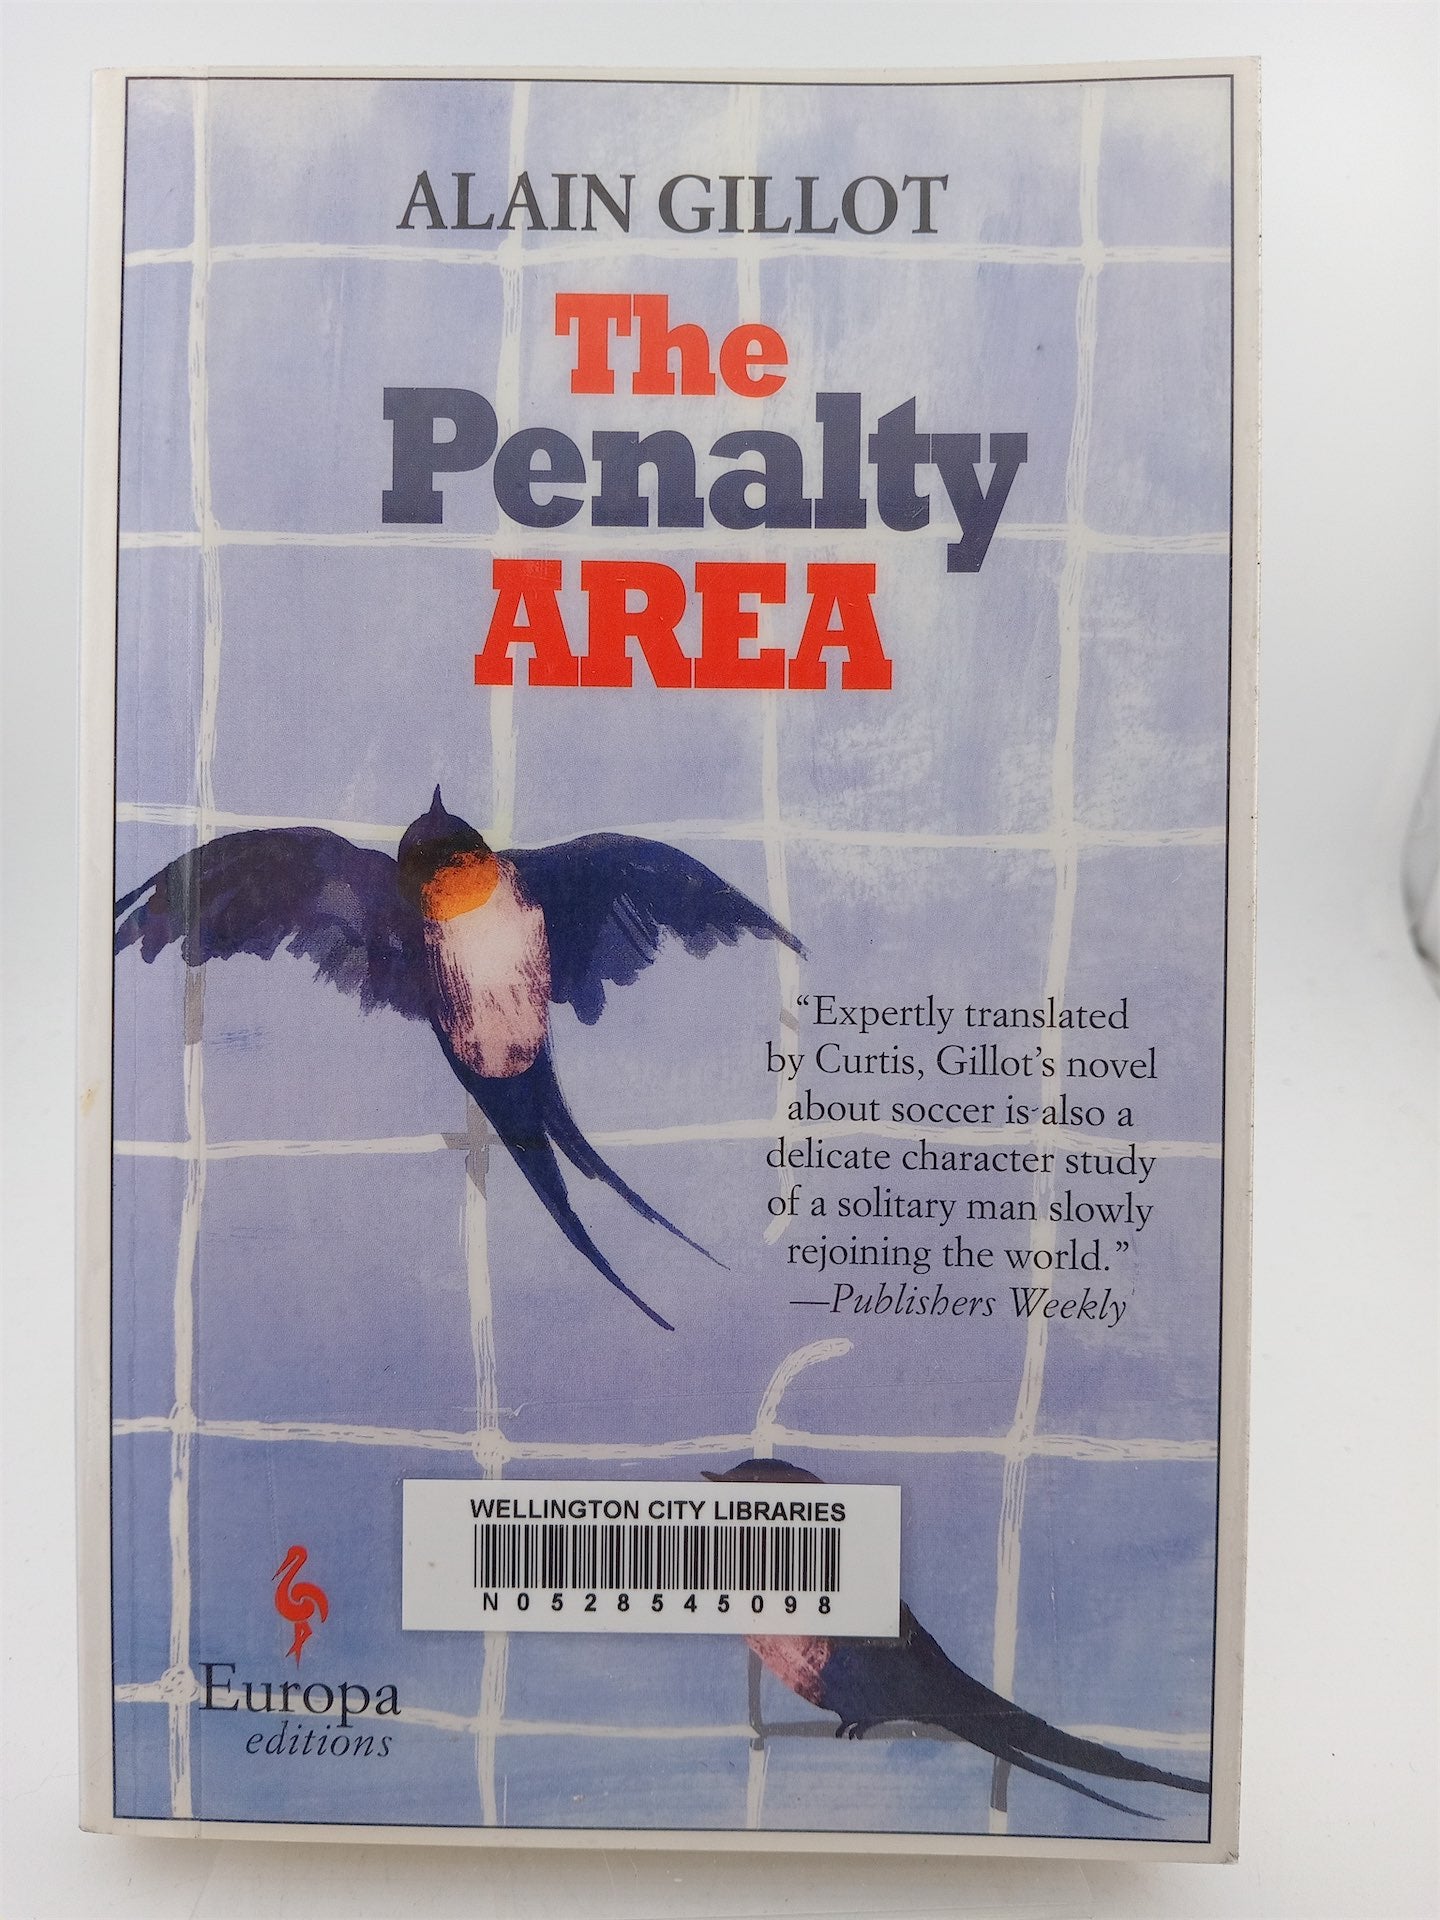 ALAIN GILLOT
The
Penalty
AREA
“Expertly translated
by Curtis, Gillot’s novel
about soccer is also a
delicate character study
of a solitary man slowly
rejoining the world.”
—Publishers Weekly
WELLINGTON CITY LIBRARIES
N0528545098
Europa
editions